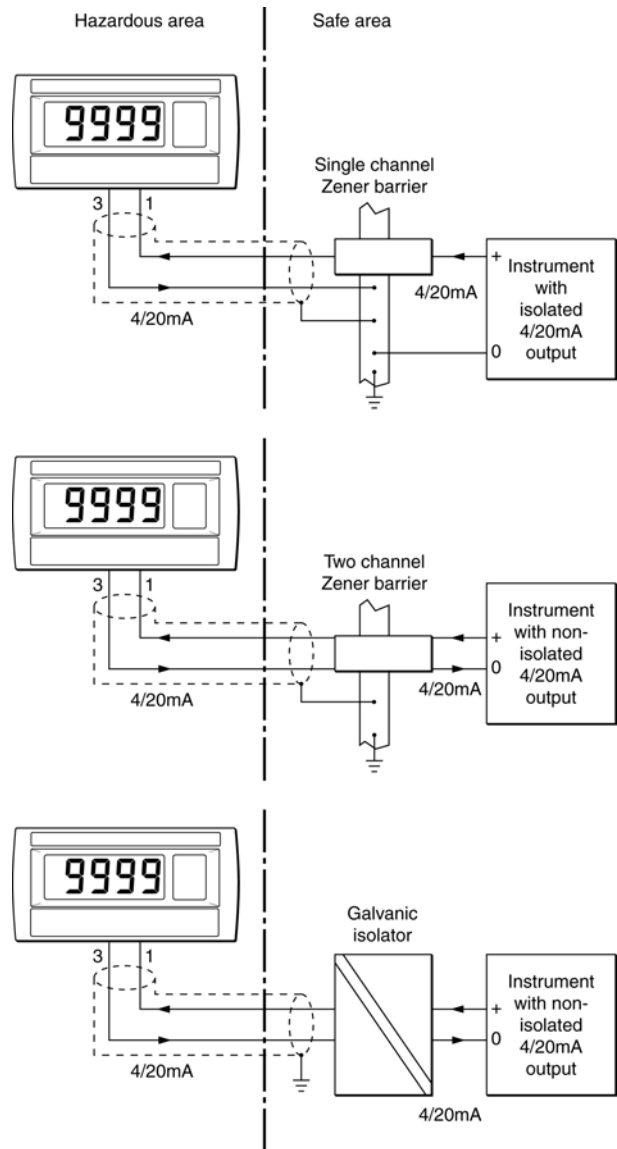 Hazardous area
Safe area
9999
Single channel
Zener barrier
3
1
+
Instrument
with
isolated
4/20mA
output
4/20mA
4/20mA
0
9999
Two channel
Zener barrier
3
1
+
0
Instrument
with non-
isolated
4/20mA
output
4/20mA
4/20mA
9999
Galvanic
isolator
3
1
+
0
Instrument
with non-
isolated
4/20mA
output
4/20mA
4/20mA